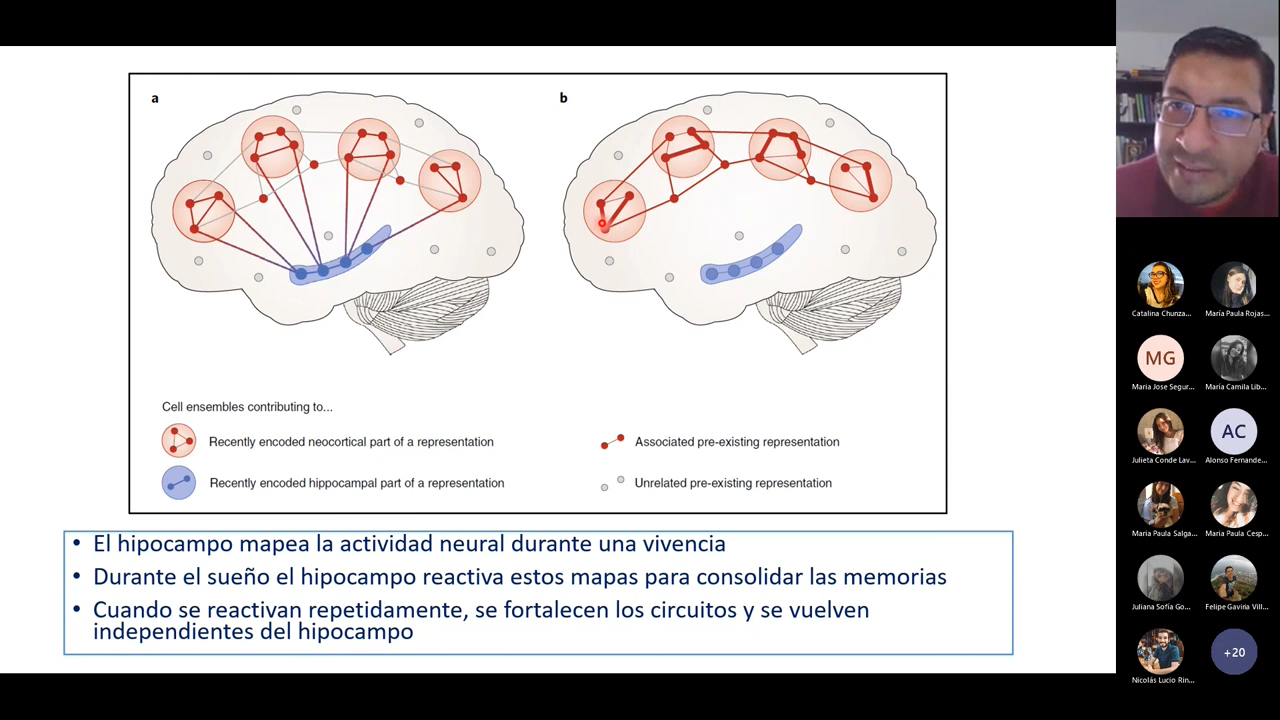 a
b
Cell ensembles contributing to...
Recently encoded neocortical part of a representation
Associated pre-existing representation
Recently encoded hippocampal part of a representation
Unrelated pre-existing representation
• El hipocampo mapea la actividad neural durante una vivencia
• Durante el sueño el hipocampo reactiva estos mapas para consolidar las memorias
• Cuando se reactivan repetidamente, se fortalecen los circuitos y se vuelven
independientes del hipocampo
Catalina Chunza...
María Paula Rojas...
MG
Maria Jose Segur...
María Camila Lib...
AC
Julieta Conde Lav...
Alonso Fernande...
Maria Paula Salga...
Maria Paula Cesp...
Juliana Sofía Go...
Felipe Gaviria Vill...
+20
Nicolás Lucio Rin...